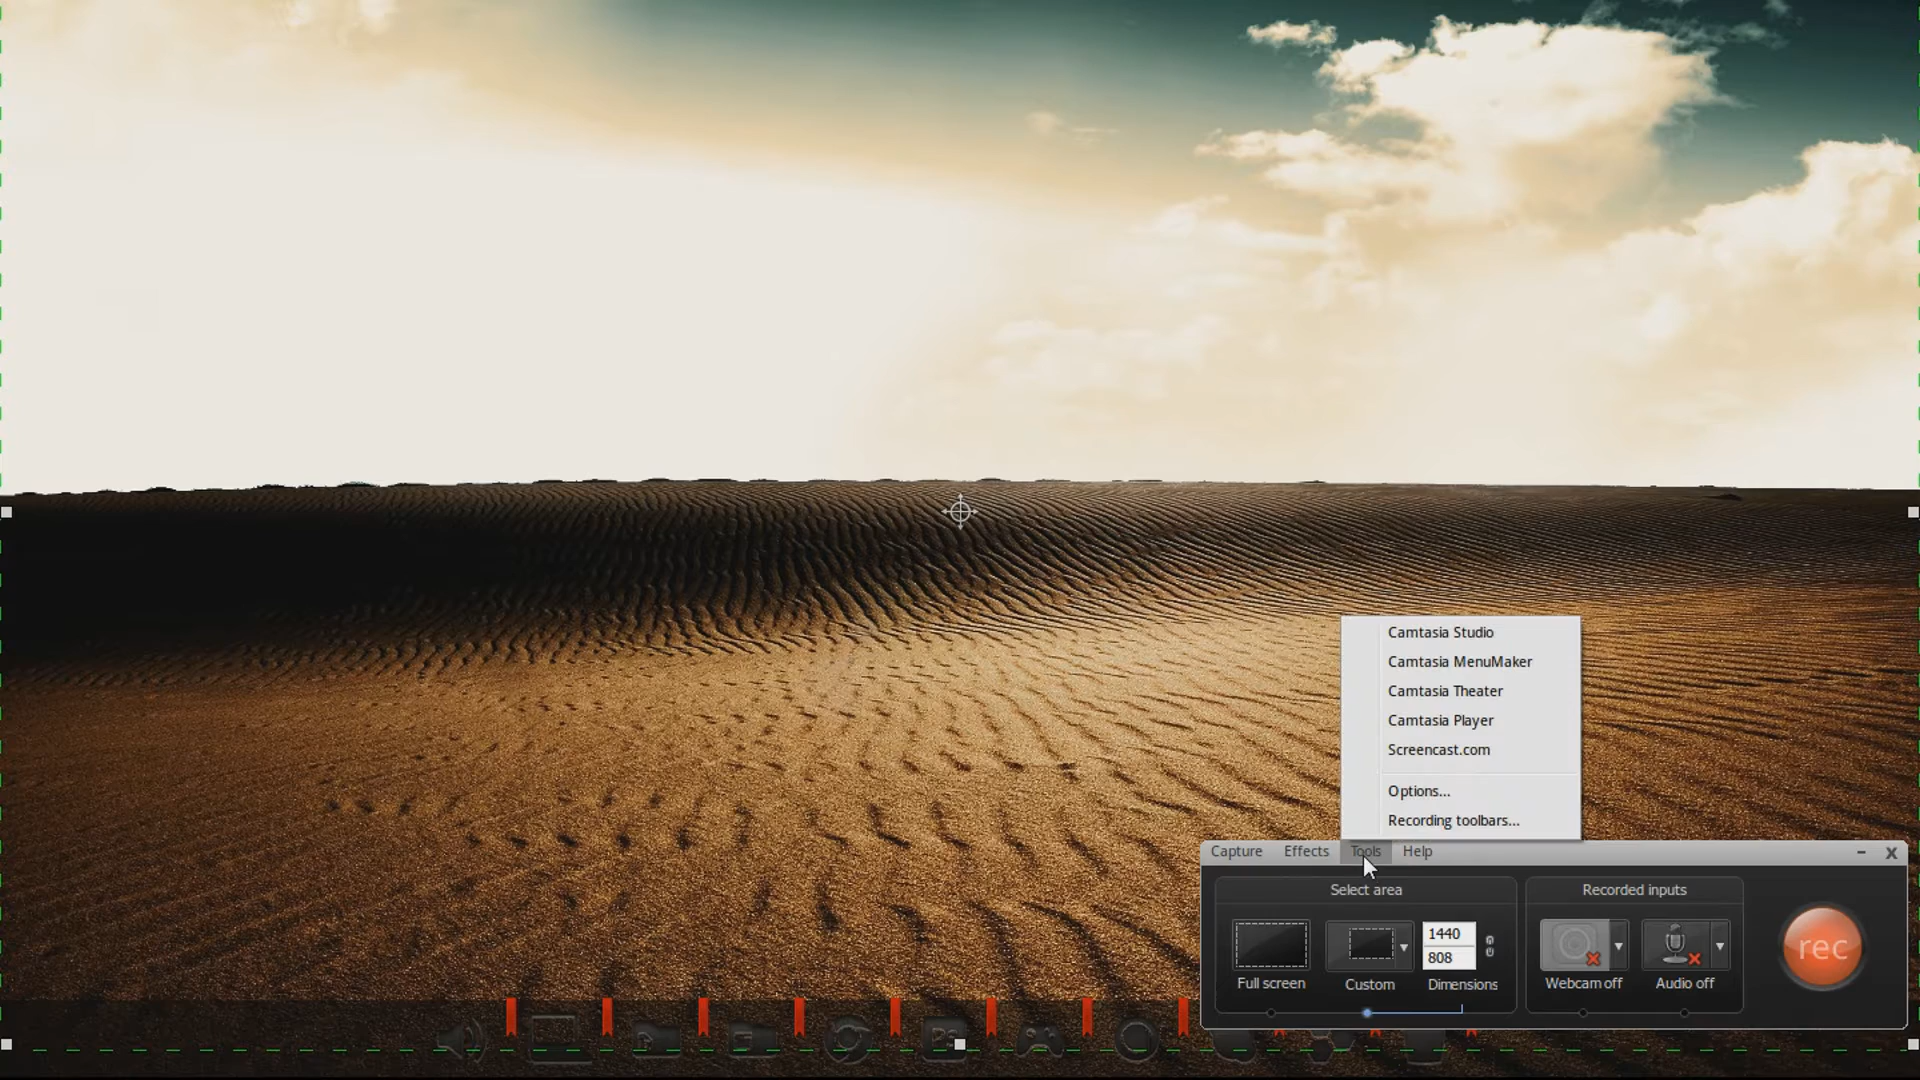 Camtasia Studio
Camtasia MenuMaker
Camtasia Theater
Camtasia Player
Screencast.com
Options...
Recording toolbars...
Capture Effects Tools Help
Select area
Recorded inputs
1440
808
rec
Full screen
Custom
Dimensions
Webcam off
Audio off